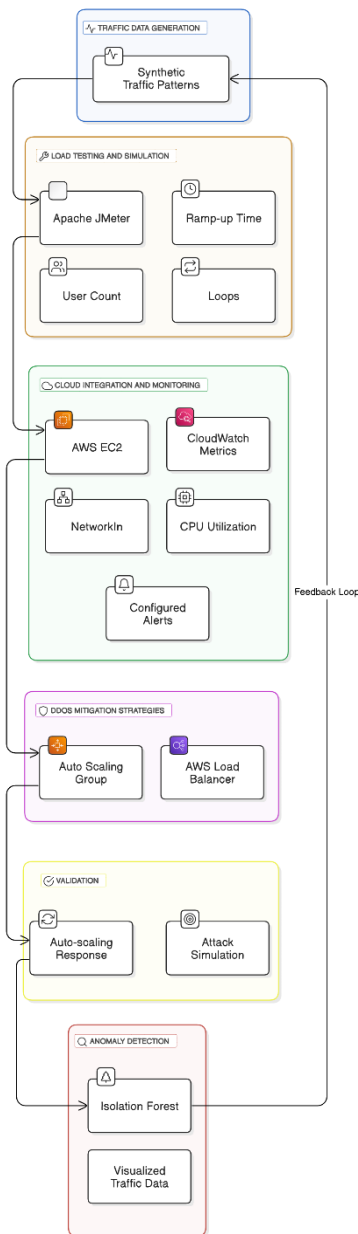 TRAFFIC DATA GENERATION
Synthetic
Traffic Patterns
LOAD TESTING AND SIMULATION
Apache JMeter
Ramp-up Time
User Count
Loops
CLOUD INTEGRATION AND MONITORING
AWS EC2
CloudWatch
Metrics
NetworkIn
CPU Utilization
Configured
Alerts
Feedback Loop
DDOS MITIGATION STRATEGIES
Auto Scaling
Group
AWS Load
Balancer
VALIDATION
Auto-scaling
Response
Attack
Simulation
ANOMALY DETECTION
Isolation Forest
Visualized
Traffic Data